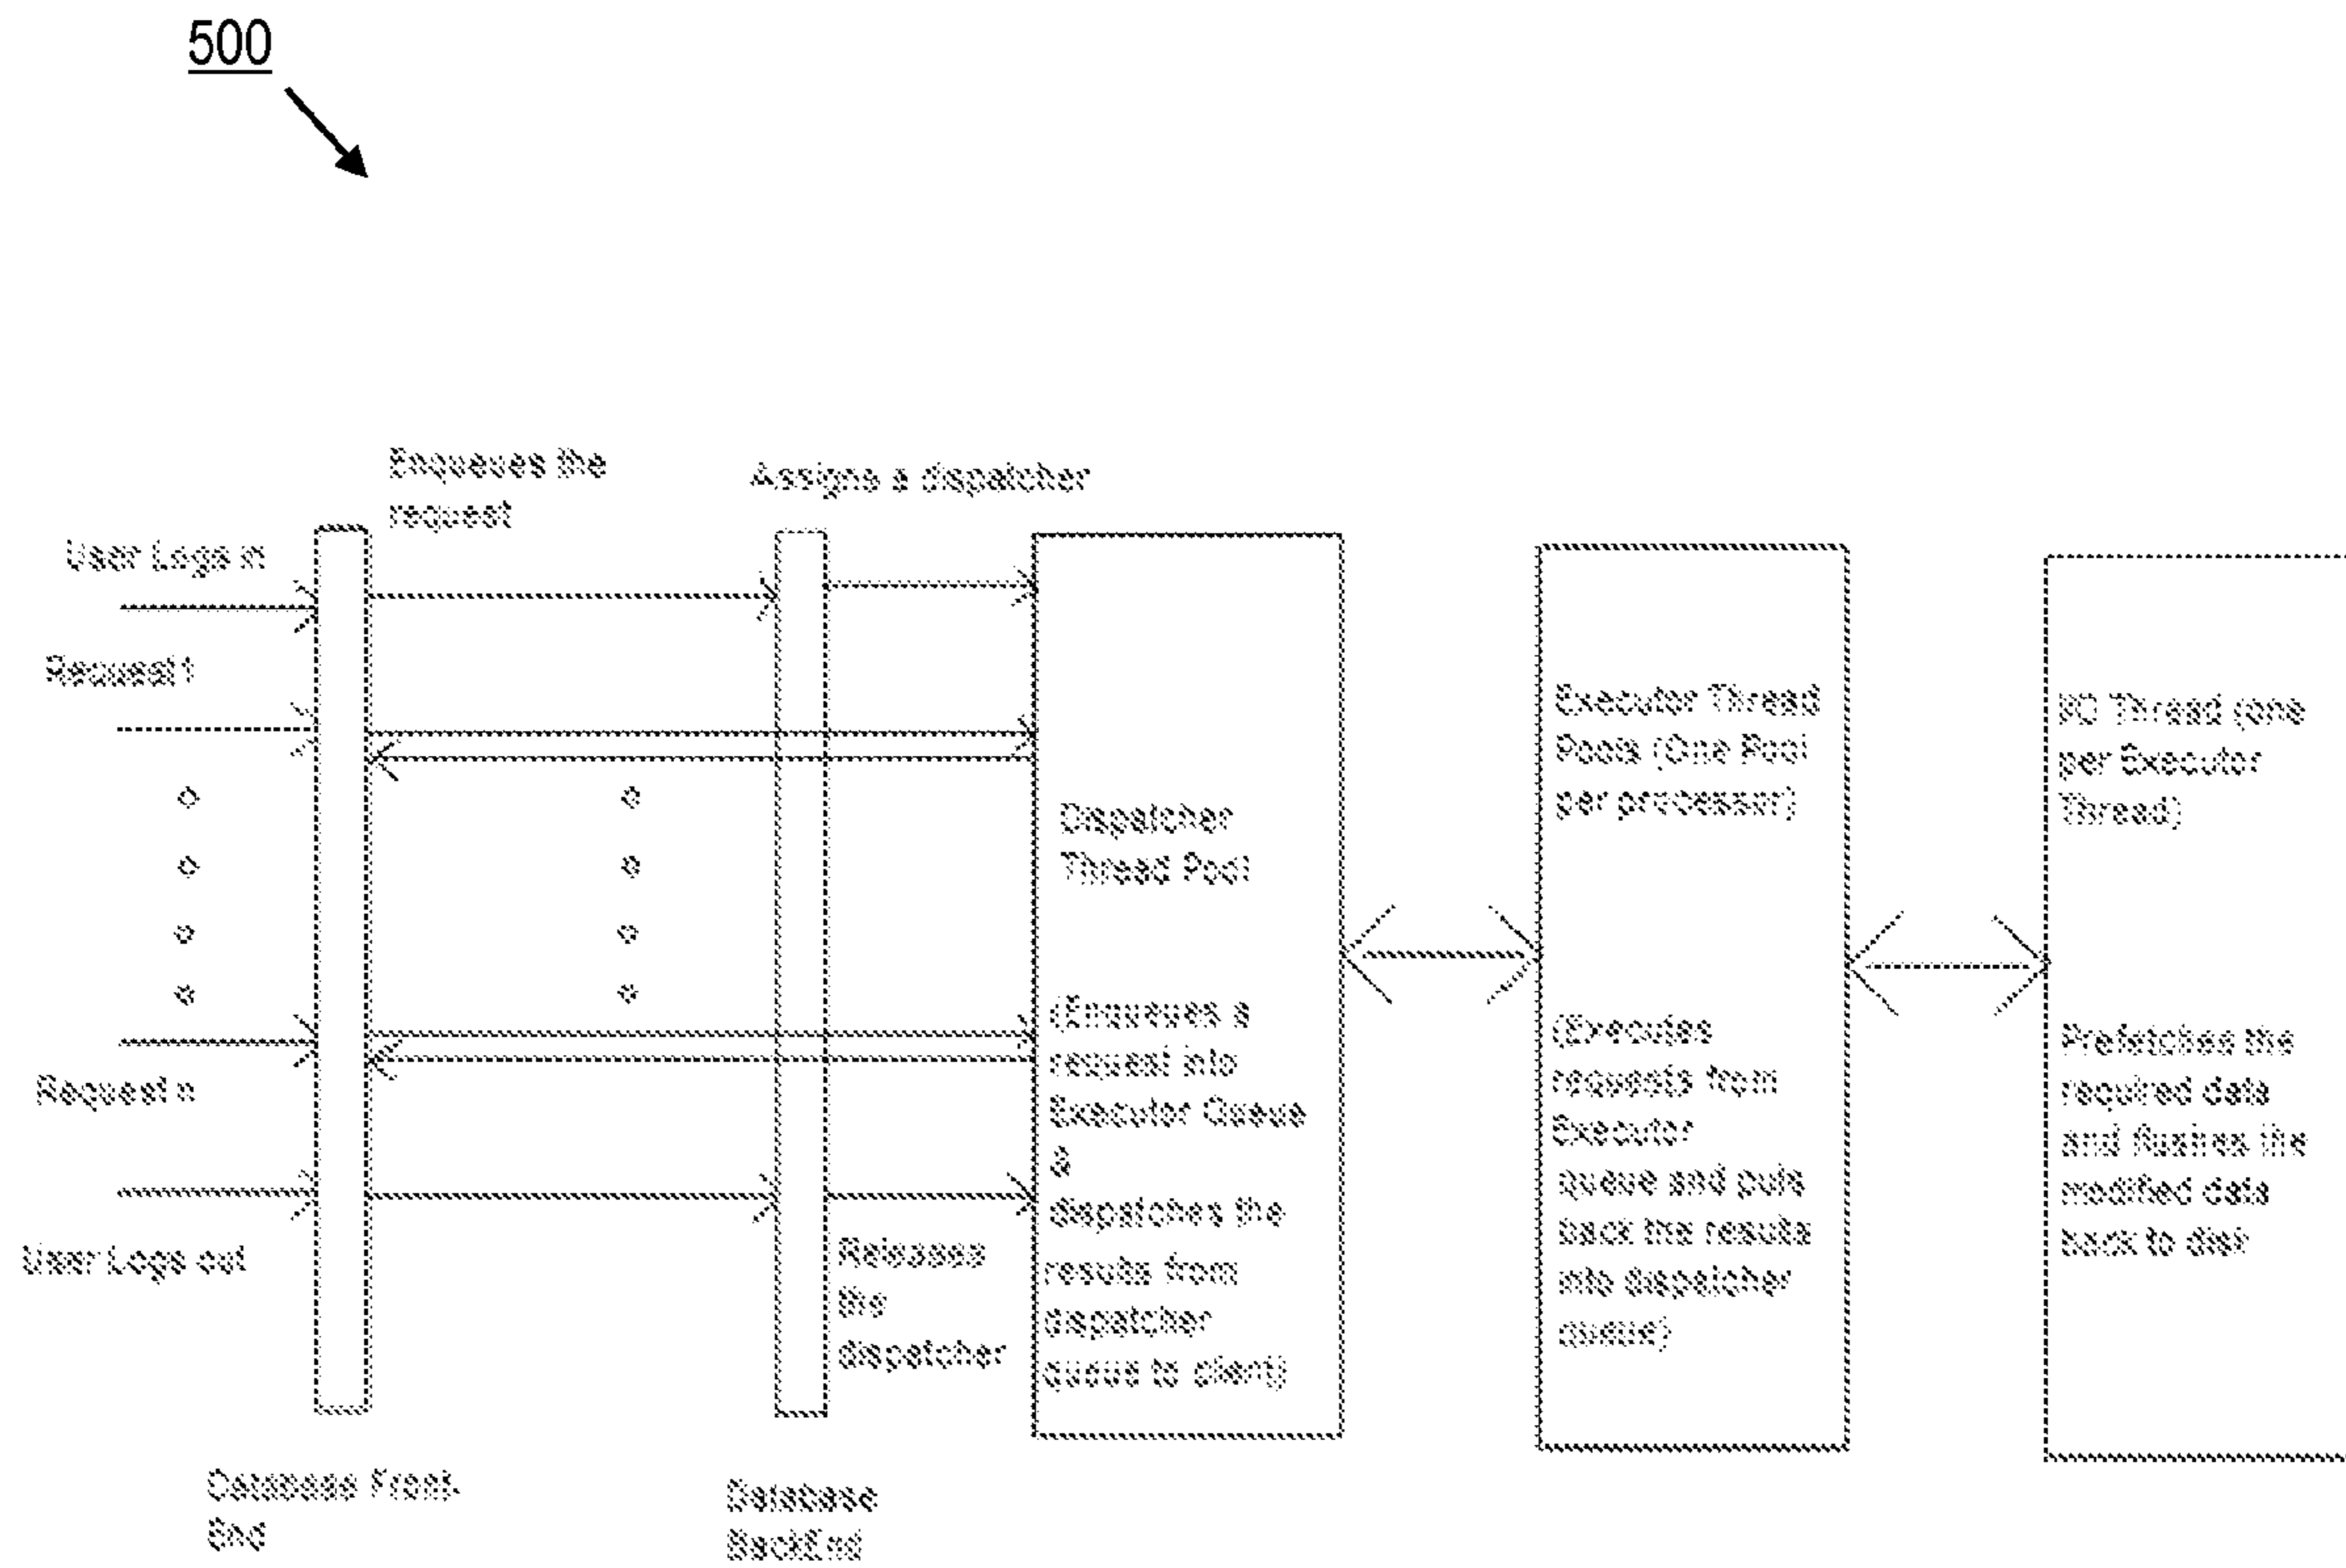 500
Enqueues the
request
Assigns a dispatcher
User Logs in
Request 1
Request n
User Logs out
Releases
the
dispatcher
Dispatcher
Thread Pool
(Enqueues a
request into
Executor Queue
&
dispatches the
results from
dispatcher
queue to client)
Executor Thread
Pools (One Pool
per processor)
(Executes
requests from
Executor
queue and puts
back the results
into dispatcher
queue)
I/O Thread (one
per Executor
Thread)
Prefetches the
required data
and flushes the
modified data
back to disk
Database Front
End
Database
BackEnd